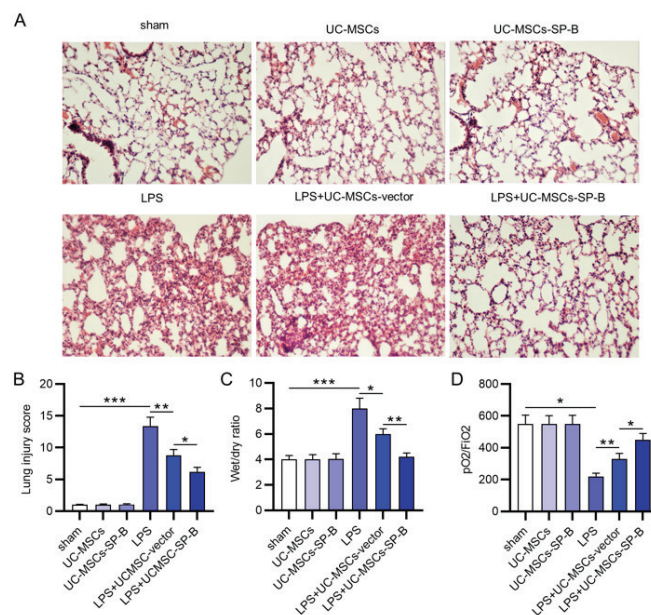 A
sham
UC-MSCs
UC-MSCs-SP-B
LPS
LPS+UC-MSCs-vector
LPS+UC-MSCs-SP-B
B
Lung injury score
20
15
10
5
0
***
**
*
sham
UC-MSCs
UC-MSCs-SP-B
LPS
LPS+UCMSC-vector
LPS+UCMSC-SP-B
C
Wet/dry ratio
10
8
6
4
2
0
***
*
**
sham
UC-MSCs
UC-MSCs-SP-B
LPS
LPS+UC-MSCs-vector
LPS+UC-MSCs-SP-B
D
pO2/FiO2
800
600
400
200
0
*
**
*
sham
UC-MSCs
UC-MSCs-SP-B
LPS
LPS+UC-MSCs-vector
LPS+UC-MSCs-SP-B